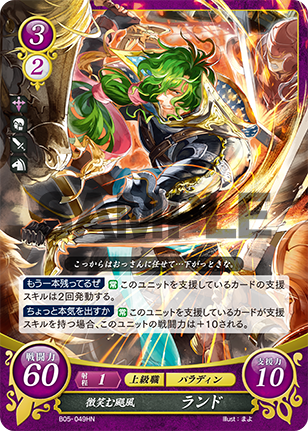 3
2
SAMPLE
こっからはおっさんに任せて…下がっときな。
もう一本残ってるぜ 常 このユニットを支援しているカードの支援
スキルは2回発動する。
ちょっと本気を出すか 常 このユニットを支援しているカードが支援
スキルを持つ場合、このユニットの戦闘力は+10される。
戦闘力 60
射程 1 上級職 パラディン
支援力 10
微笑む颶風 ランド
B05-049HN
Illust:まよ